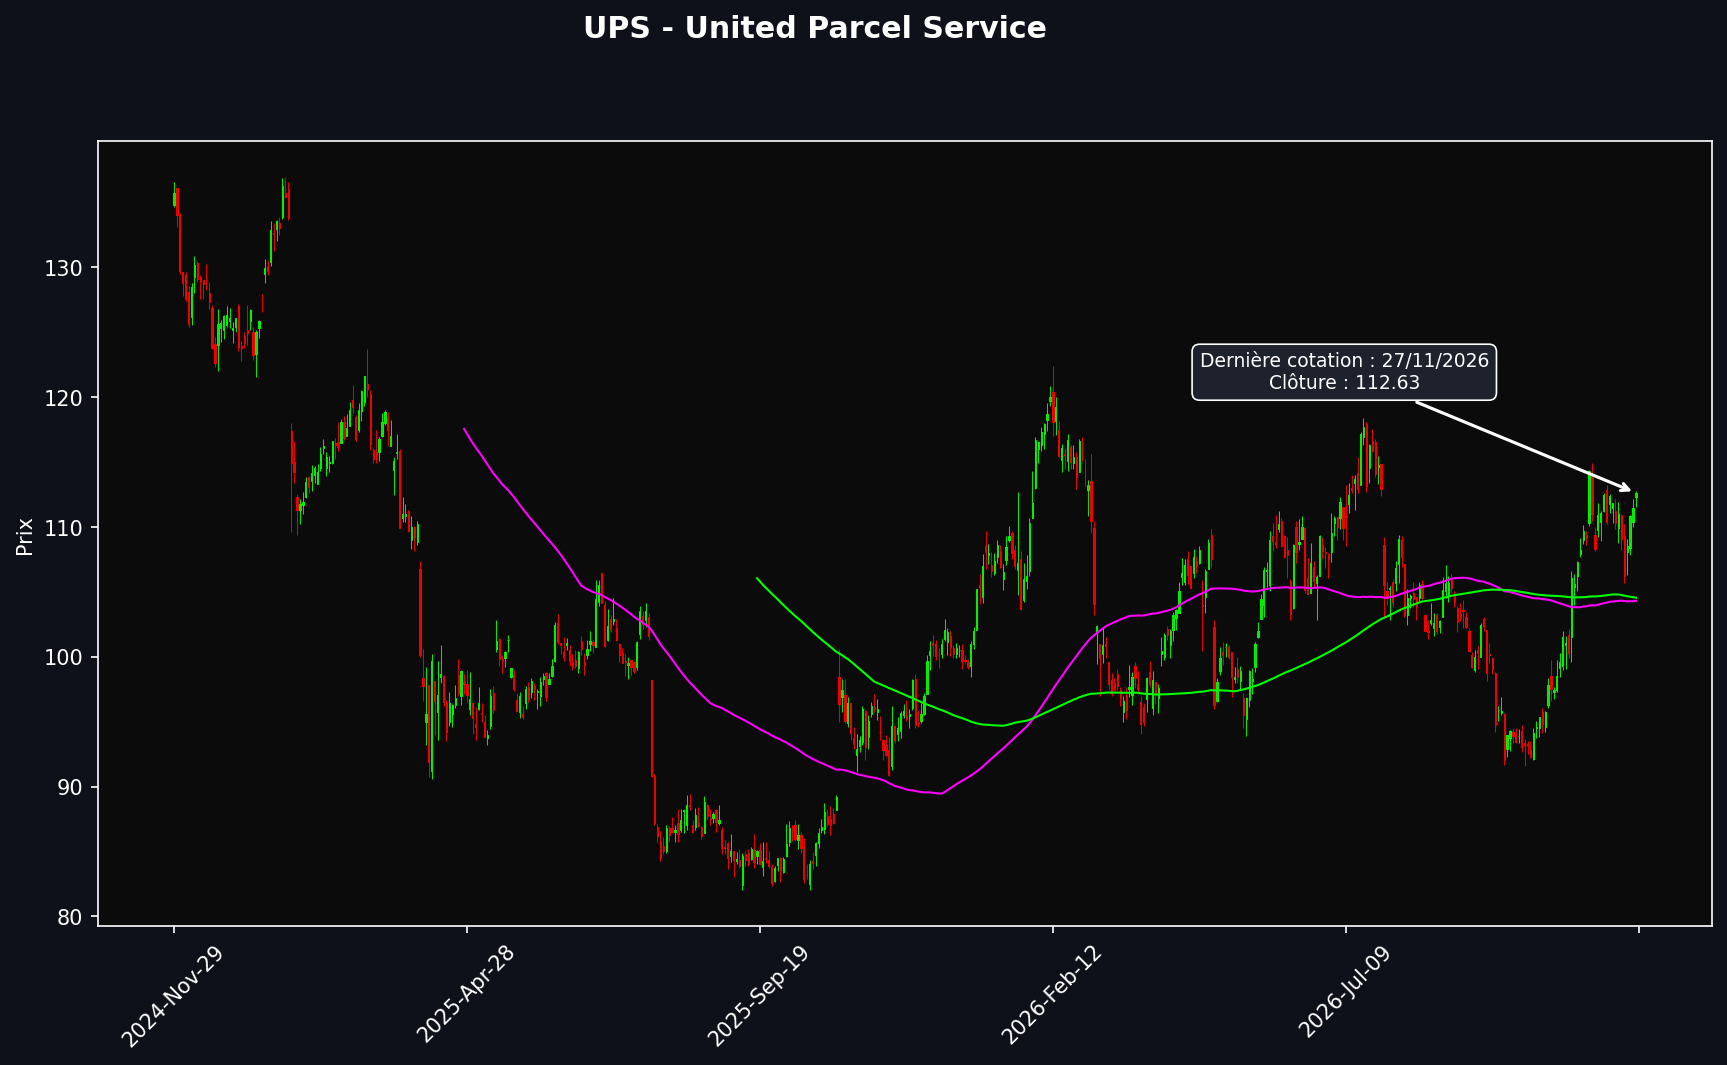 UPS - United Parcel Service
Prix
130
120
110
100
90
80
Dernière cotation : 27/11/2026
Clôture : 112.63
2024-Nov-29
2025-Apr-28
2025-Sep-19
2026-Feb-12
2026-Jul-09